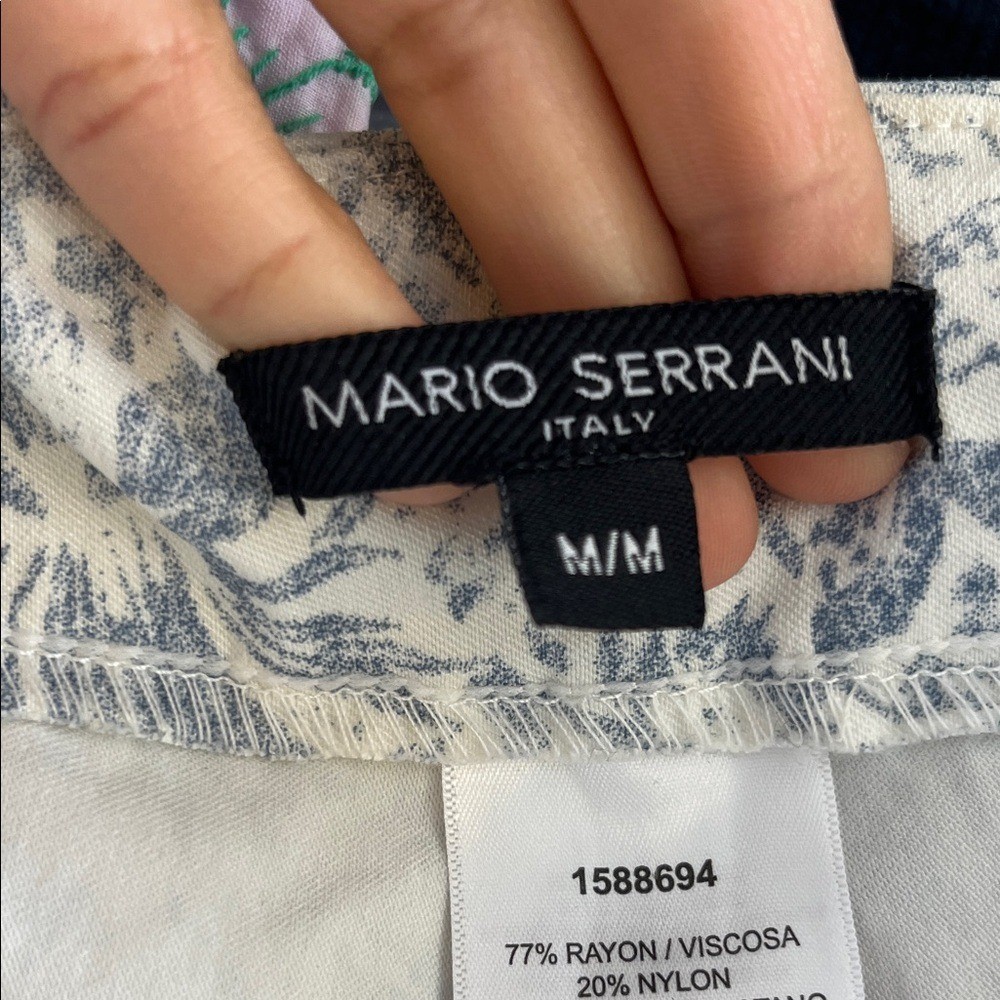 MARIO SERRANI
ITALY
M/M
1588694
77% RAYON / VISCOSA
20% NYLON